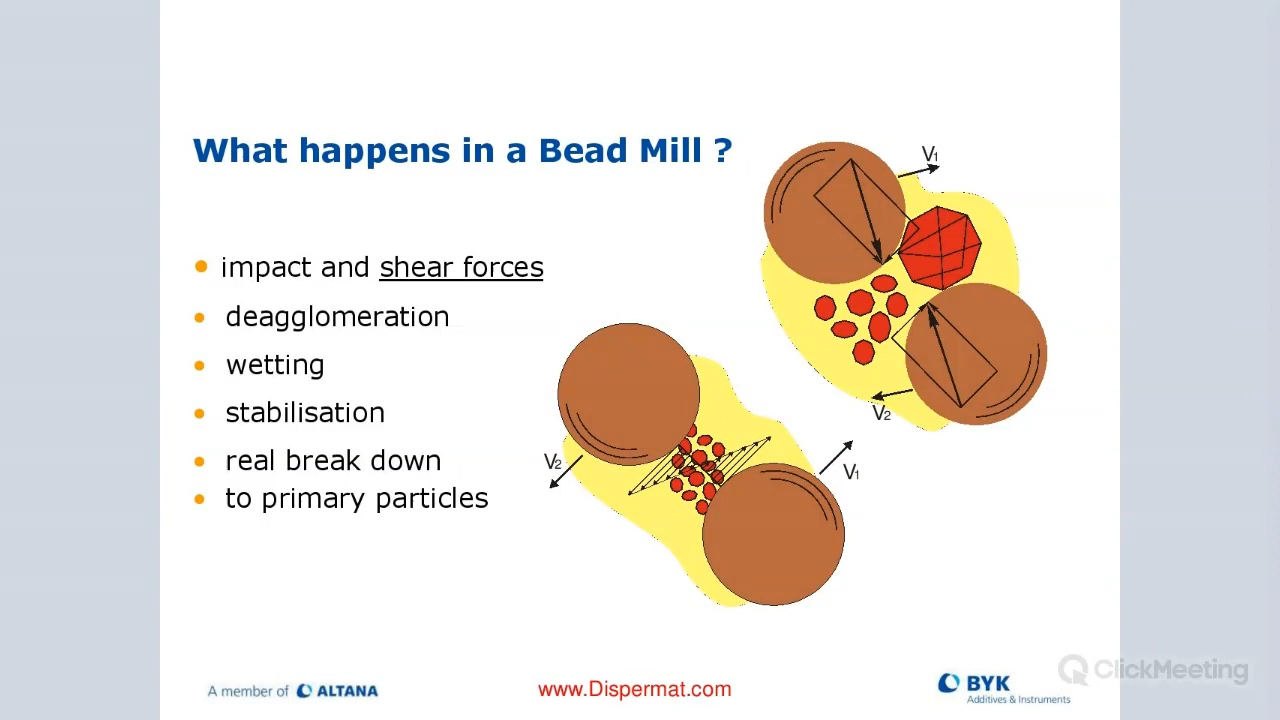 What happens in a Bead Mill ?
• impact and shear forces
• deagglomeration
• wetting
• stabilisation
• real break down
• to primary particles
V1
V2
V2
V1
A member of ALTANA
www.Dispermat.com
BYK
Additives & Instruments
ClickMeeting